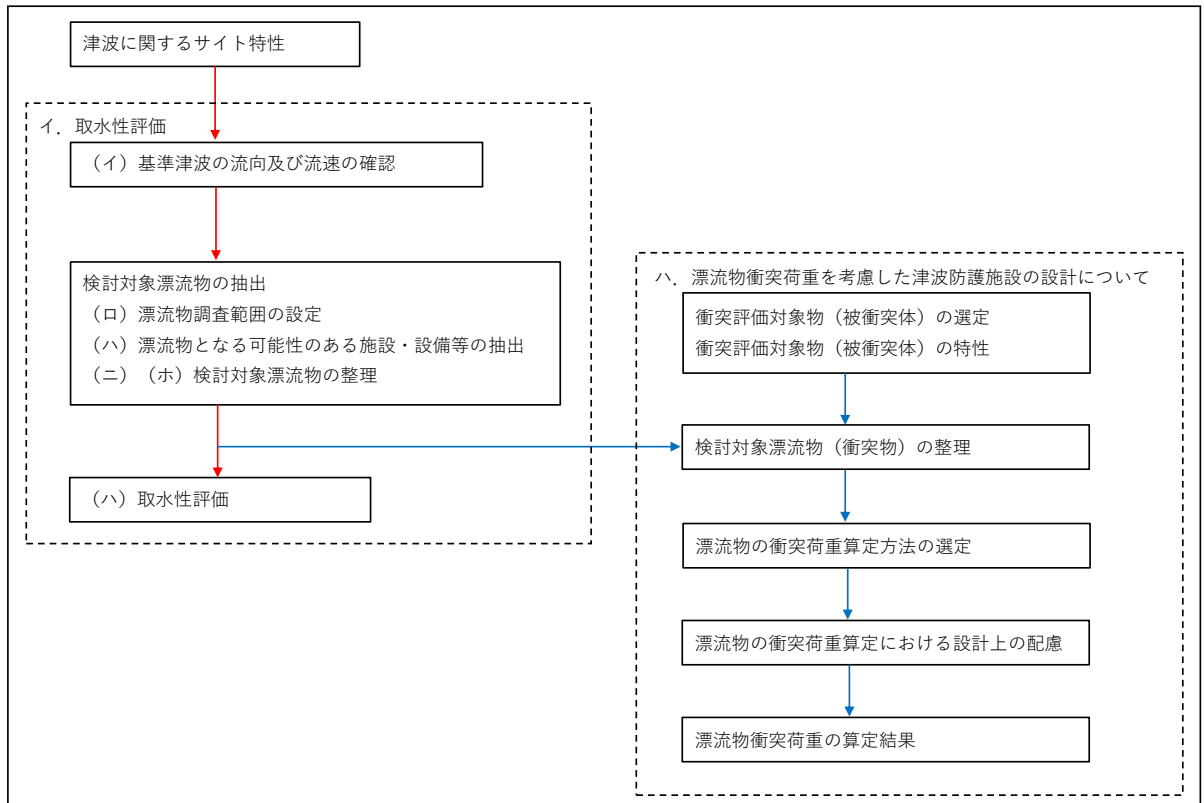 津波に関するサイト特性
イ．取水性評価
（イ）基準津波の流向及び流速の確認
検討対象漂流物の抽出
（ロ）漂流物調査範囲の設定
（ハ）漂流物となる可能性のある施設・設備等の抽出
（ニ）（ホ）検討対象漂流物の整理
（ハ）取水性評価
ハ．漂流物衝突荷重を考慮した津波防護施設の設計について
衝突評価対象物（被衝突体）の選定
衝突評価対象物（被衝突体）の特性
検討対象漂流物（衝突物）の整理
漂流物の衝突荷重算定方法の選定
漂流物の衝突荷重算定における設計上の配慮
漂流物衝突荷重の算定結果